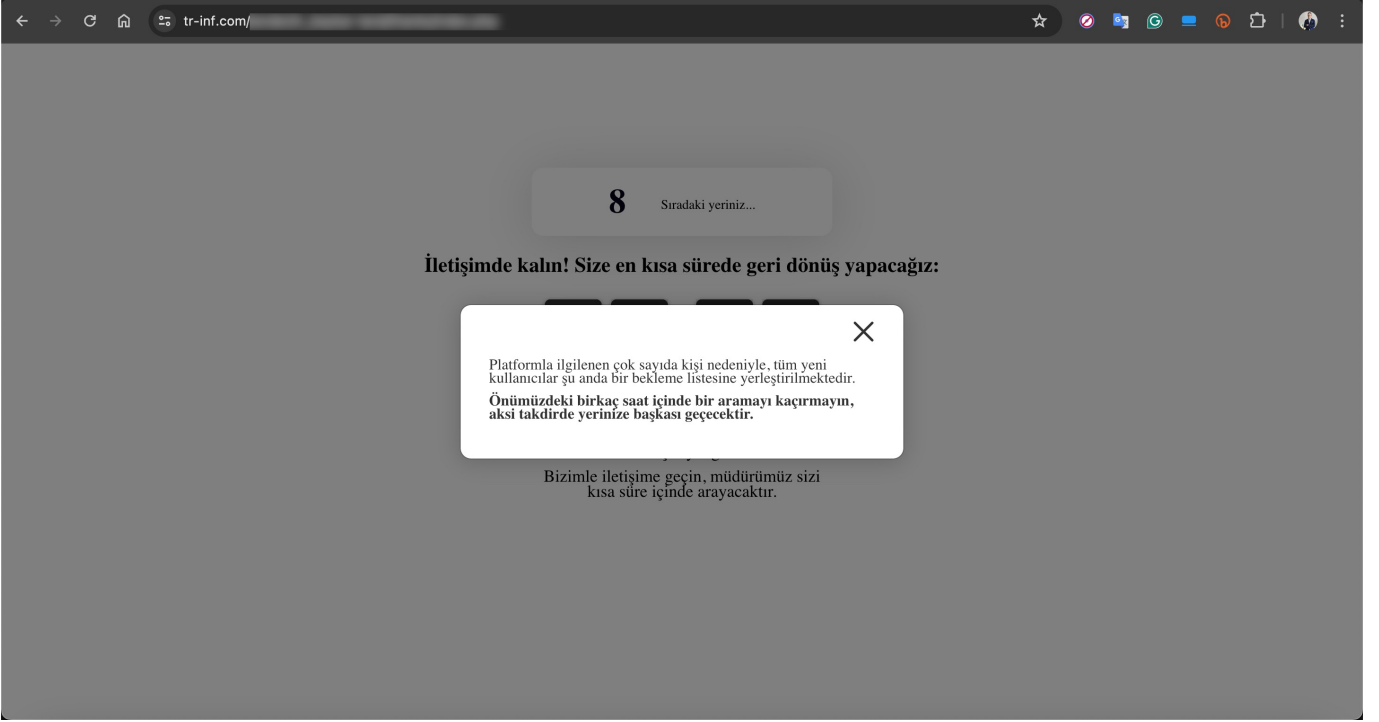 tr-inf.com/
8 Sıradaki yeriniz...
İletişimde kalın! Size en kısa sürede geri dönüş yapacağız:
Platformla ilgilenen çok sayıda kişi nedeniyle, tüm yeni
kullanıcılar şu anda bir bekleme listesine yerleştirilmektedir.
Önümüzdeki birkaç saat içinde bir aramayı kaçırmayın,
aksi takdirde yerinize başkası geçecektir.
Bizimle iletişime geçin, müdürümüz sizi
kısa süre içinde arayacaktır.